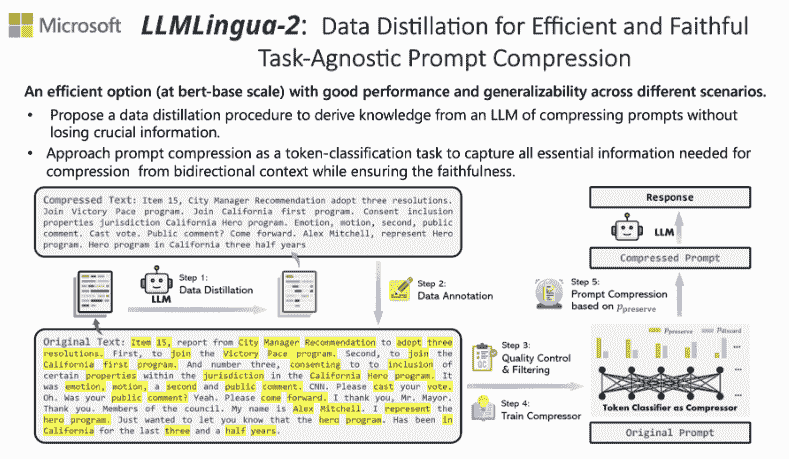 Microsoft
LLMLingua-2: Data Distillation for Efficient and Faithful
Task-Agnostic Prompt Compression
An efficient option (at bert-base scale) with good performance and generalizability across different scenarios.
• Propose a data distillation procedure to derive knowledge from an LLM of compressing prompts without
losing crucial information.
• Approach prompt compression as a token-classification task to capture all essential information needed for
compression from bidirectional context while ensuring the faithfulness.
Compressed Text: Item 15, City Manager Recommendation adopt three resolutions.
Join Victory Pace program. Join California first program. Consent inclusion
properties jurisdiction California Hero program. Emotion, motion, second, public
comment. Cast vote. Public comment? Come forward. Alex Mitchell, represent Hero
program. Hero program in California three half years
LLM
Step 1:
Data Distillation
Step 2:
Data Annotation
Original Text: Item 15, report from City Manager Recommendation to adopt three
resolutions. First, to join the Victory Pace program. Second, to join the
California first program. And number three, consenting to to inclusion of
certain properties within the jurisdiction in the California Hero program. It
was emotion, motion, a second and public comment. CNN. Please cast your vote.
Oh. Was your public comment? Yeah. Please come forward. I thank you, Mr. Mayor.
Thank you. Members of the council. My name is Alex Mitchell. I represent the
hero program. Just wanted to let you know that the hero program. Has been in
California for the last three and a half years.
QC
Step 3:
Quality Control
& Filtering
Step 4:
Train Compressor
Response
LLM
Compressed Prompt
Step 5:
Prompt Compression
based on Ppreserve
Ppreserve
Pdiscard
...
...
...
Token Classifier as Compressor
Original Prompt